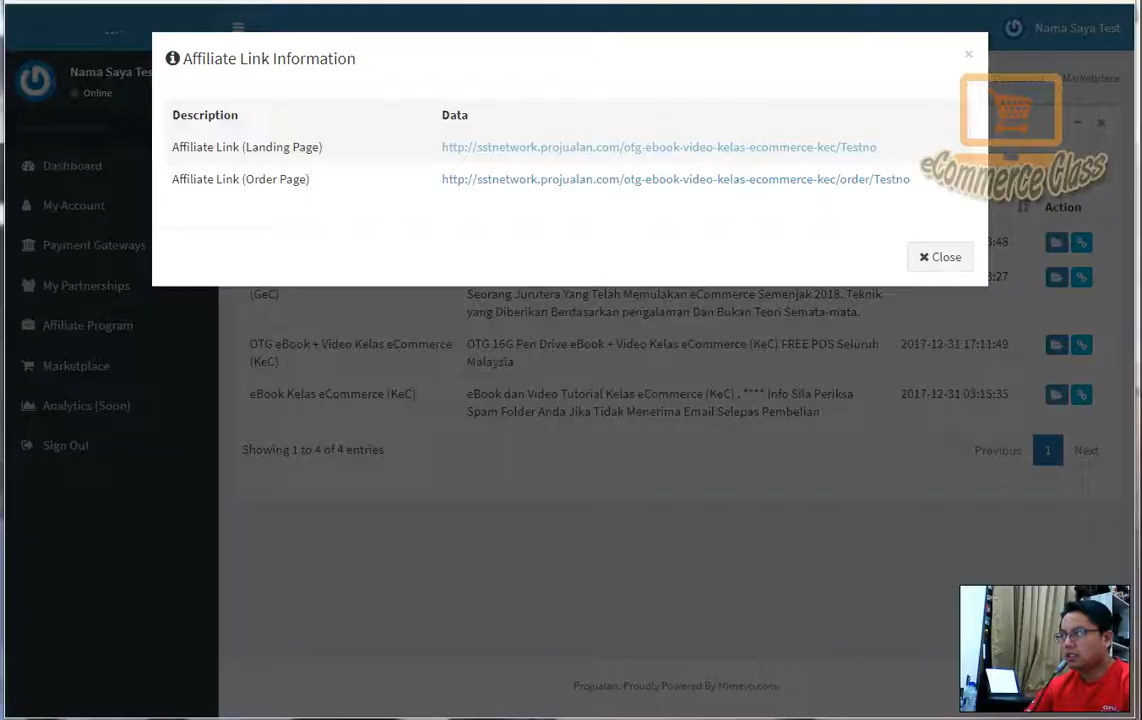 Nama Saya Test
Affiliate Link Information
×
Nama Saya Tes
Online
Marketplace
Description Data
Affiliate Link (Landing Page) http://sstnetwork.projualan.com/otg-ebook-video-kelas-ecommerce-kec/Testno
Affiliate Link (Order Page) http://sstnetwork.projualan.com/otg-ebook-video-kelas-ecommerce-kec/order/Testno
eCommerce Class
Action
Close
Dashboard
My Account
Payment Gateways
My Partnerships
Affiliate Program
Marketplace
Analytics (Soon)
Sign Out
:48
:27
(GeC) Seorang Jurutera Yang Telah Memulakan eCommerce Semenjak 2018. Teknik
yang Diberikan Berdasarkan pengalaman Dan Bukan Teori Semata-mata.
OTG eBook + Video Kelas eCommerce OTG 16G Pen Drive eBook + Video Kelas eCommerce (KeC) FREE POS Seluruh 2017-12-31 17:11:49
(KeC) Malaysia
eBook Kelas eCommerce (KeC) eBook dan Video Tutorial Kelas eCommerce (KeC) . **** Info Sila Periksa 2017-12-31 03:15:33
Spam Folder Anda Jika Tidak Menerima Email Selepas Pembelian
Showing 1 to 4 of 4 entries
Previous 1 Next
Projualan. Proudly Powered By Mimevo.com.